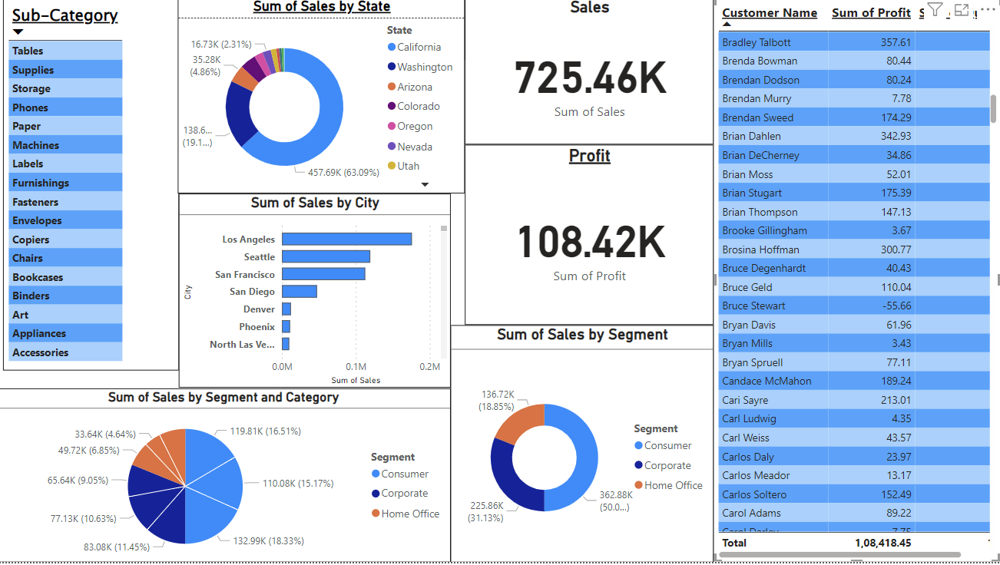 Sub-Category
Tables
Supplies
Storage
Phones
Paper
Machines
Labels
Furnishings
Fasteners
Envelopes
Copiers
Chairs
Bookcases
Binders
Art
Appliances
Accessories
Sum of Sales by State
16.73K (2.31%)
35.28K
(4.86%)
138.6...
(19.1...)
457.69K (63.09%)
State
California
Washington
Arizona
Colorado
Oregon
Nevada
Utah
Sum of Sales by City
City
Los Angeles
Seattle
San Francisco
San Diego
Denver
Phoenix
North Las Ve...
0.0M 0.1M 0.2M
Sum of Sales
Sales
725.46K
Sum of Sales
Profit
108.42K
Sum of Profit
Sum of Sales by Segment and Category
33.64K (4.64%)
49.72K (6.85%)
65.64K (9.05%)
77.13K (10.63%)
83.08K (11.45%)
119.81K (16.51%)
110.08K (15.17%)
132.99K (18.33%)
Segment
Consumer
Corporate
Home Office
Sum of Sales by Segment
136.72K
(18.85%)
225.86K
(31.13%)
362.88K
(50.0...)
Segment
Consumer
Corporate
Home Office
Customer Name Sum of Profit
Bradley Talbott 357.61
Brenda Bowman 80.44
Brendan Dodson 80.24
Brendan Murry 7.78
Brendan Sweed 174.29
Brian Dahlen 342.93
Brian DeCherney 34.86
Brian Moss 52.01
Brian Stugart 175.39
Brian Thompson 147.13
Brooke Gillingham 3.67
Brosina Hoffman 300.77
Bruce Degenhardt 40.43
Bruce Geld 110.04
Bruce Stewart -55.66
Bryan Davis 61.96
Bryan Mills 3.43
Bryan Spruell 77.11
Candace McMahon 189.24
Cari Sayre 213.01
Carl Ludwig 4.35
Carl Weiss 43.57
Carlos Daly 23.97
Carlos Meador 13.17
Carlos Soltero 152.49
Carol Adams 89.22
Total 1,08,418.45